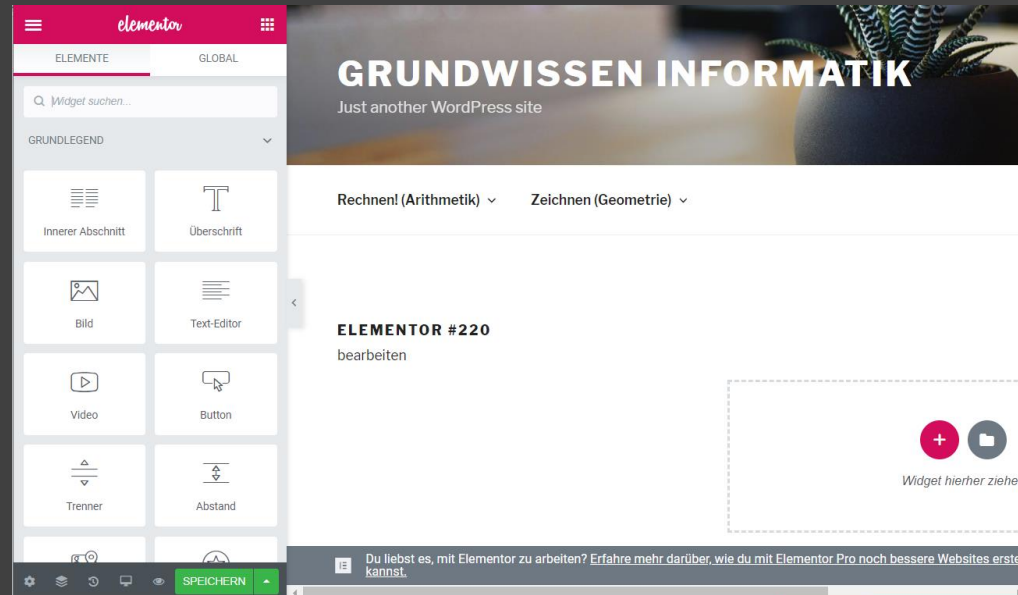 elementor
ELEMENTE GLOBAL
Widget suchen...
GRUNDLEGEND
Innerer Abschnitt Überschrift
Bild Text-Editor
Video Button
Trenner Abstand
SPEICHERN
GRUNDWISSEN INFORMATIK
Just another WordPress site
Rechnen! (Arithmetik) Zeichnen (Geometrie)
ELEMENTOR #220
bearbeiten
Widget hierher ziehe
Du liebst es, mit Elementor zu arbeiten? Erfahre mehr darüber, wie du mit Elementor Pro noch bessere Websites erste
kannst.